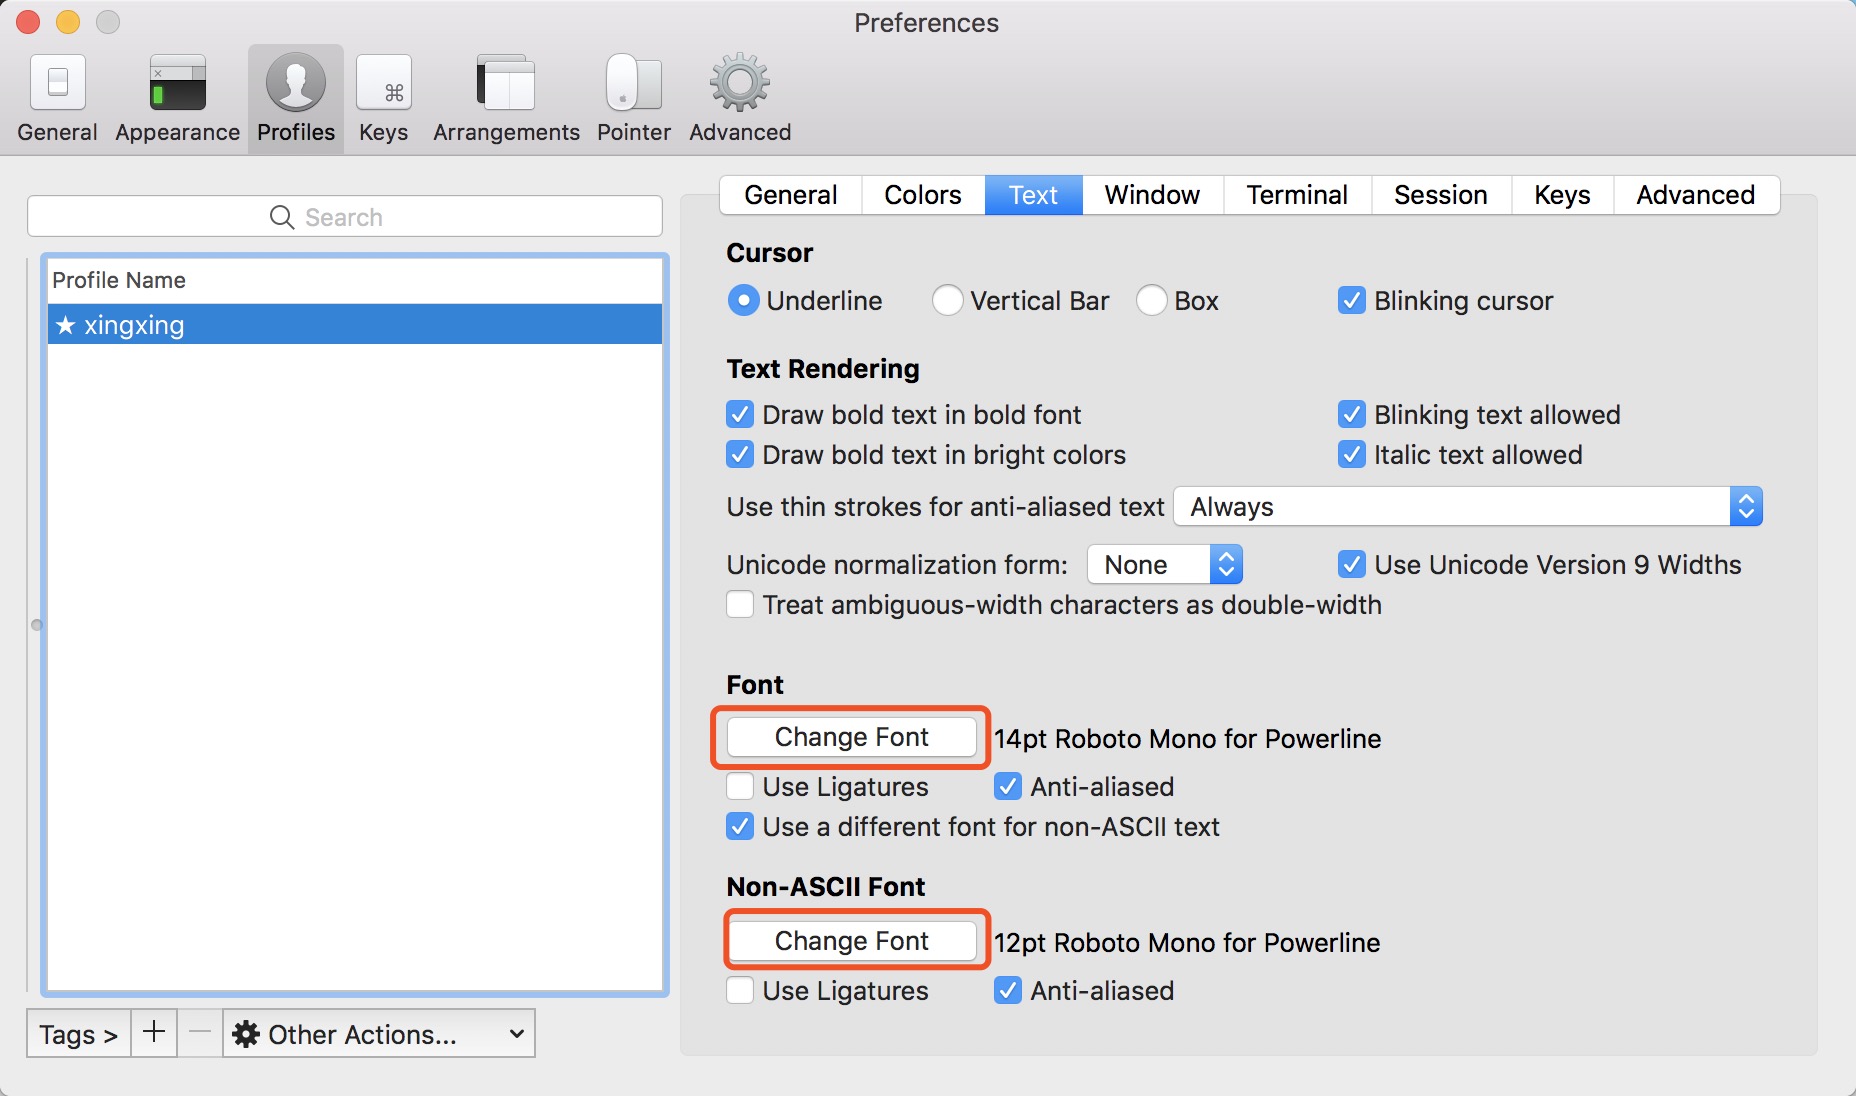 Preferences
General Appearance Profiles Keys Arrangements Pointer Advanced
Search
Profile Name
★ xingxing
Tags > + — Other Actions...
General Colors Text Window Terminal Session Keys Advanced
Cursor
Underline Vertical Bar Box Blinking cursor
Text Rendering
Draw bold text in bold font Blinking text allowed
Draw bold text in bright colors Italic text allowed
Use thin strokes for anti-aliased text Always
Unicode normalization form: None Use Unicode Version 9 Widths
Treat ambiguous-width characters as double-width
Font
Change Font 14pt Roboto Mono for Powerline
Use Ligatures Anti-aliased
Use a different font for non-ASCII text
Non-ASCII Font
Change Font 12pt Roboto Mono for Powerline
Use Ligatures Anti-aliased